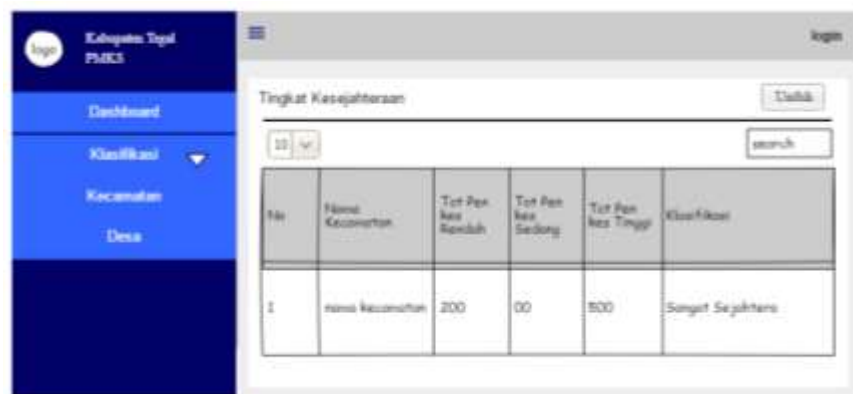 logo
Kabupaten Tegal
PMKS
login
Dashboard
Klasifikasi
Kecamatan
Desa
Tingkat Kesejahteraan
Unduh
10
search
No
Nama
Kecamatan
Tot Pen
kes
Rendah
Tot Pen
kes
Sedang
Tot Pen
kes Tinggi
Klasifikasi
1
nama kecamatan
200
00
500
Sangat Sejahtera